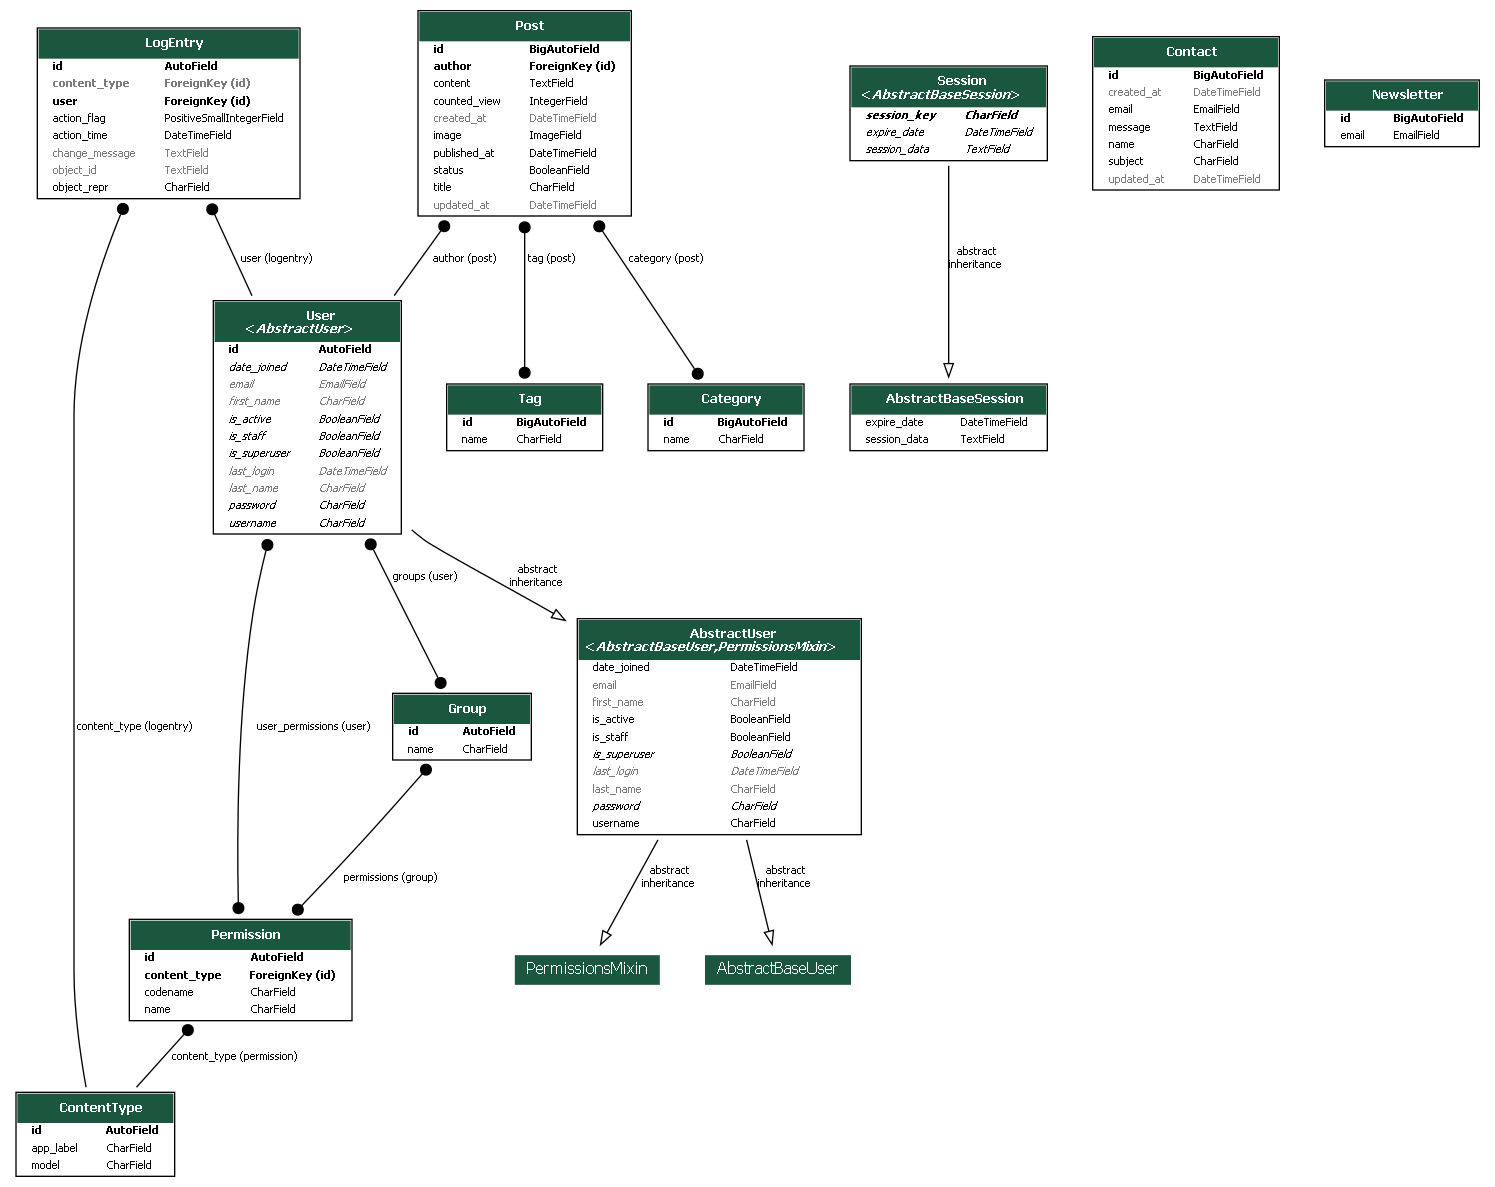 LogEntry
id AutoField
content_type ForeignKey (id)
user ForeignKey (id)
action_flag PositiveSmallIntegerField
action_time DateTimeField
change_message TextField
object_id TextField
object_repr CharField
Post
id BigAutoField
author ForeignKey (id)
content TextField
counted_view IntegerField
created_at DateTimeField
image ImageField
published_at DateTimeField
status BooleanField
title CharField
updated_at DateTimeField
Session
<AbstractBaseSession>
session_key CharField
expire_date DateTimeField
session_data TextField
Contact
id BigAutoField
created_at DateTimeField
email EmailField
message TextField
name CharField
subject CharField
updated_at DateTimeField
Newsletter
id BigAutoField
email EmailField
user (logentry)
author (post)
tag (post)
category (post)
abstract
inheritance
User
<AbstractUser>
id AutoField
date_joined DateTimeField
email EmailField
first_name CharField
is_active BooleanField
is_staff BooleanField
is_superuser BooleanField
last_login DateTimeField
last_name CharField
password CharField
username CharField
Tag
id BigAutoField
name CharField
Category
id BigAutoField
name CharField
AbstractBaseSession
expire_date DateTimeField
session_data TextField
groups (user)
abstract
inheritance
AbstractUser
<AbstractBaseUser,PermissionsMixin>
date_joined DateTimeField
email EmailField
first_name CharField
is_active BooleanField
is_staff BooleanField
is_superuser BooleanField
last_login DateTimeField
last_name CharField
password CharField
username CharField
content_type (logentry)
user_permissions (user)
Group
id AutoField
name CharField
permissions (group)
abstract
inheritance
abstract
inheritance
Permission
id AutoField
content_type ForeignKey (id)
codename CharField
name CharField
PermissionsMixin
AbstractBaseUser
content_type (permission)
ContentType
id AutoField
app_label CharField
model CharField